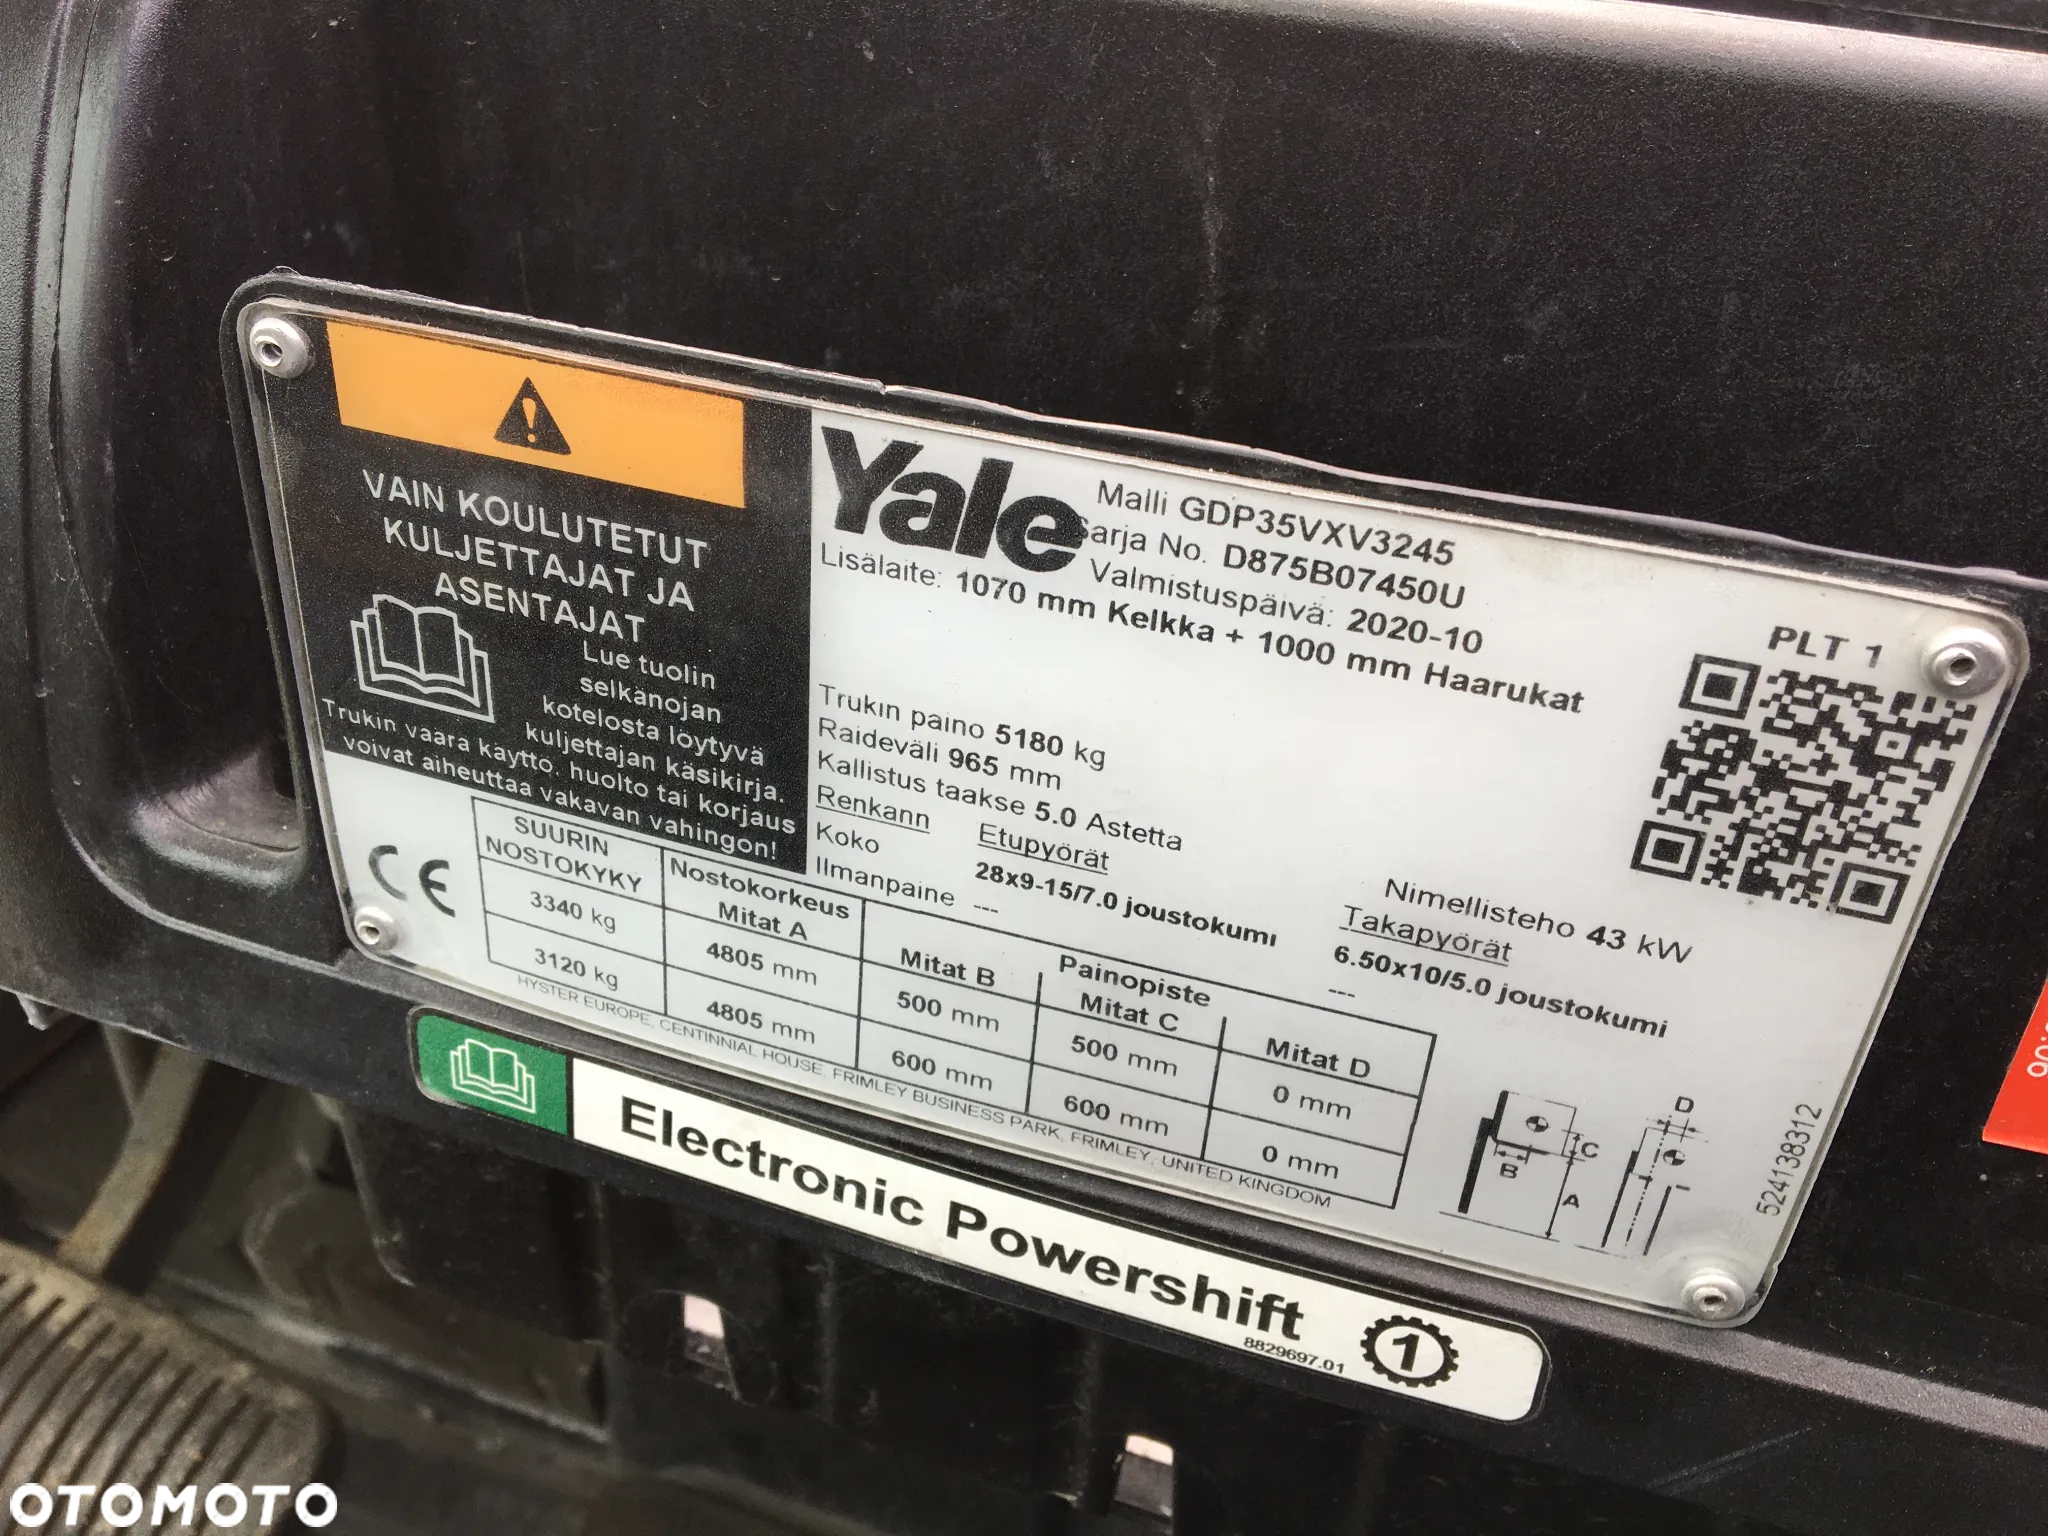 VAIN KOULUTETUT
KULJETTAJAT JA
ASENTAJAT
Lue tuolin
selkänojan
kotelosta löytyvä
kuljettajan käsikirja.
Trukin väärä käyttö, huolto tai korjaus
voivat aiheuttaa vakavan vahingon!
Yale
Malli GDP35VXV3245
Sarja No. D875B07450U
Valmistuspäivä: 2020-10
Lisälaite: 1070 mm Kelkka + 1000 mm Haarukat
PLT 1
Trukin paino 5180 kg
Raideväli 965 mm
Kallistus taakse 5.0 Astetta
Nimellisteho 43 kW
Renkann Etupyörät Takapyörät
Koko 28x9-15/7.0 joustokumi 6.50x10/5.0 joustokumi
Ilmanpaine --- ---
CE
SUURIN
NOSTOKYKY
Nostokorkeus
Mitat A
Painopiste
Mitat B Mitat C Mitat D
3340 kg 4805 mm 500 mm 500 mm 0 mm
3120 kg 4805 mm 600 mm 600 mm 0 mm
HYSTER EUROPE, CENTINNIAL HOUSE, FRIMLEY BUSINESS PARK, FRIMLEY, UNITED KINGDOM
B C A D
524138312
Electronic Powershift
8829697.01
1
OTOMOTO